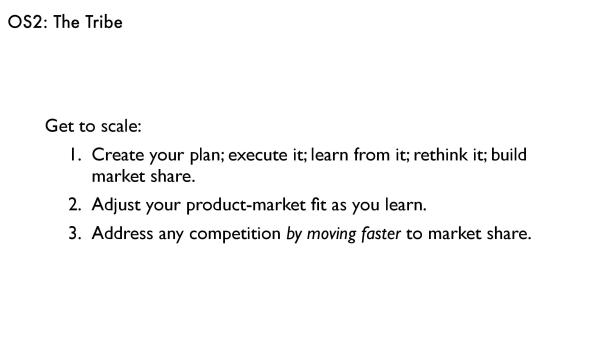 OS2: The Tribe
Get to scale:
1. Create your plan; execute it; learn from it; rethink it; build
market share.
2. Adjust your product-market fit as you learn.
3. Address any competition by moving faster to market share.